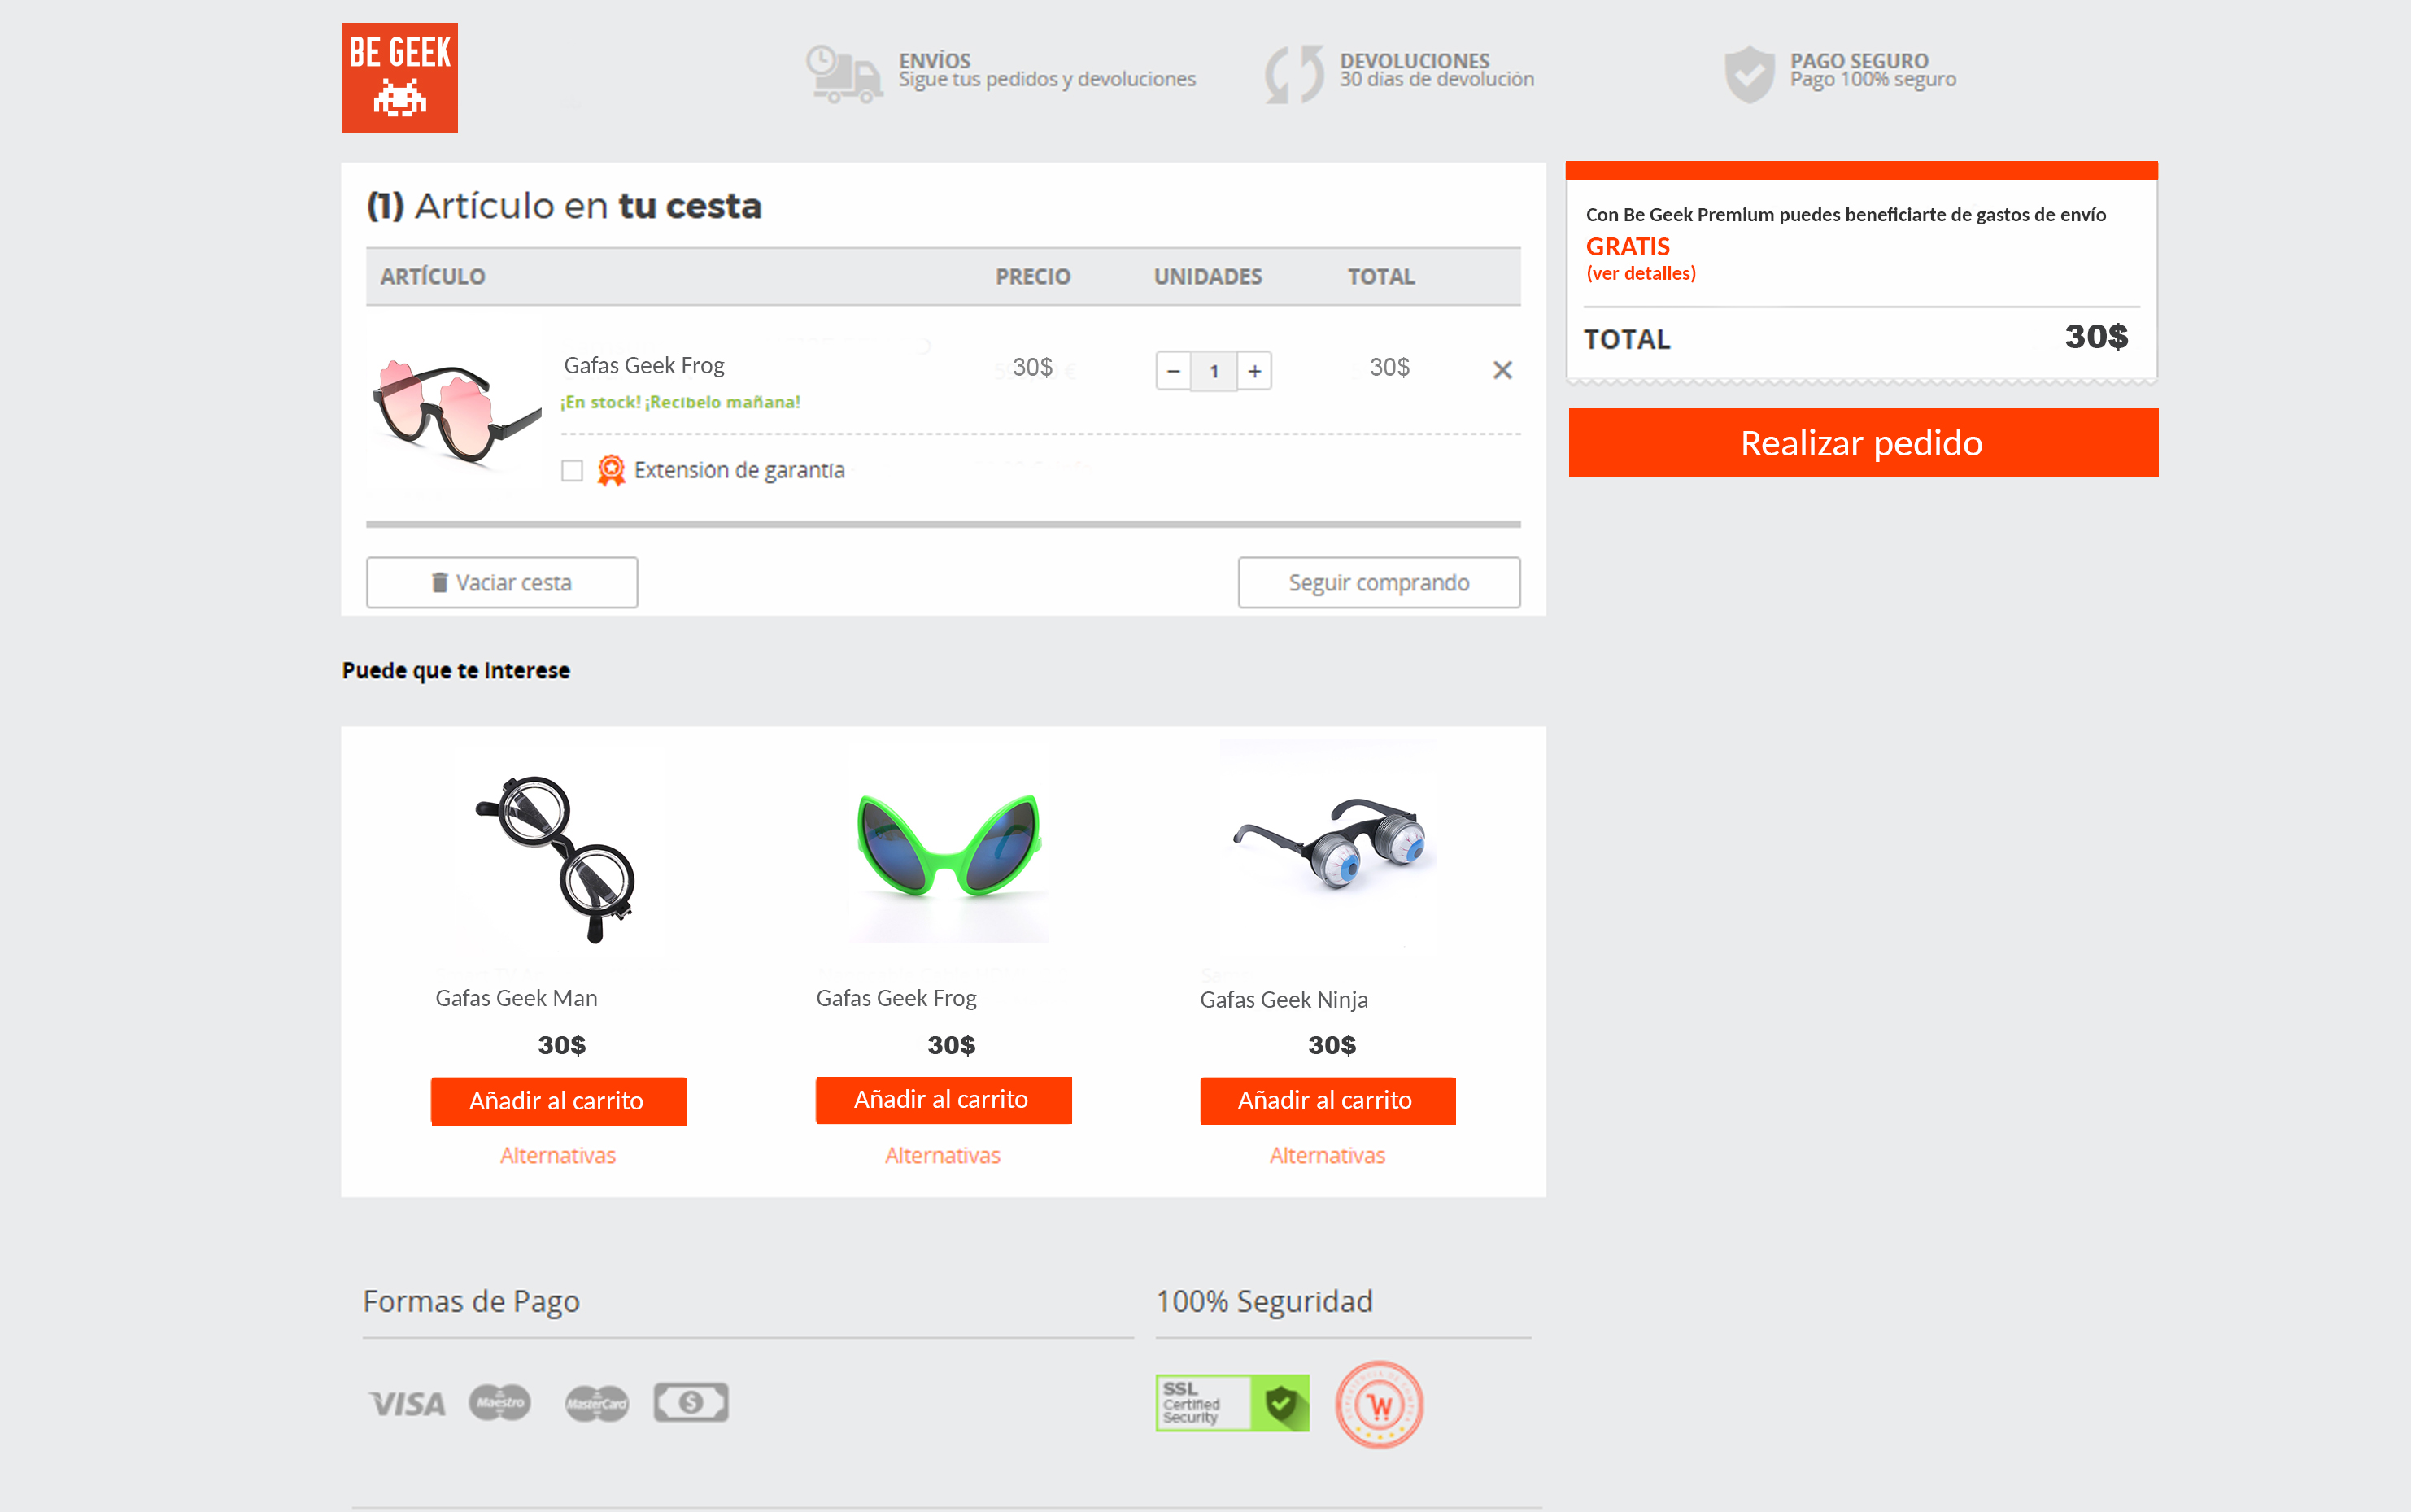 BE GEEK
ENVÍOS
Sigue tus pedidos y devoluciones
DEVOLUCIONES
30 días de devolución
PAGO SEGURO
Pago 100% seguro
(1) Artículo en tu cesta
ARTÍCULO PRECIO UNIDADES TOTAL
Gafas Geek Frog 30$ − 1 + 30$ ×
¡En stock! ¡Recíbelo mañana!
Extensión de garantía
Vaciar cesta
Seguir comprando
Con Be Geek Premium puedes beneficiarte de gastos de envío
GRATIS
(ver detalles)
TOTAL 30$
Realizar pedido
Puede que te Interese
Gafas Geek Man
30$
Añadir al carrito
Alternativas
Gafas Geek Frog
30$
Añadir al carrito
Alternativas
Gafas Geek Ninja
30$
Añadir al carrito
Alternativas
Formas de Pago
VISA Maestro MasterCard $
100% Seguridad
SSL
Certified
Security
W